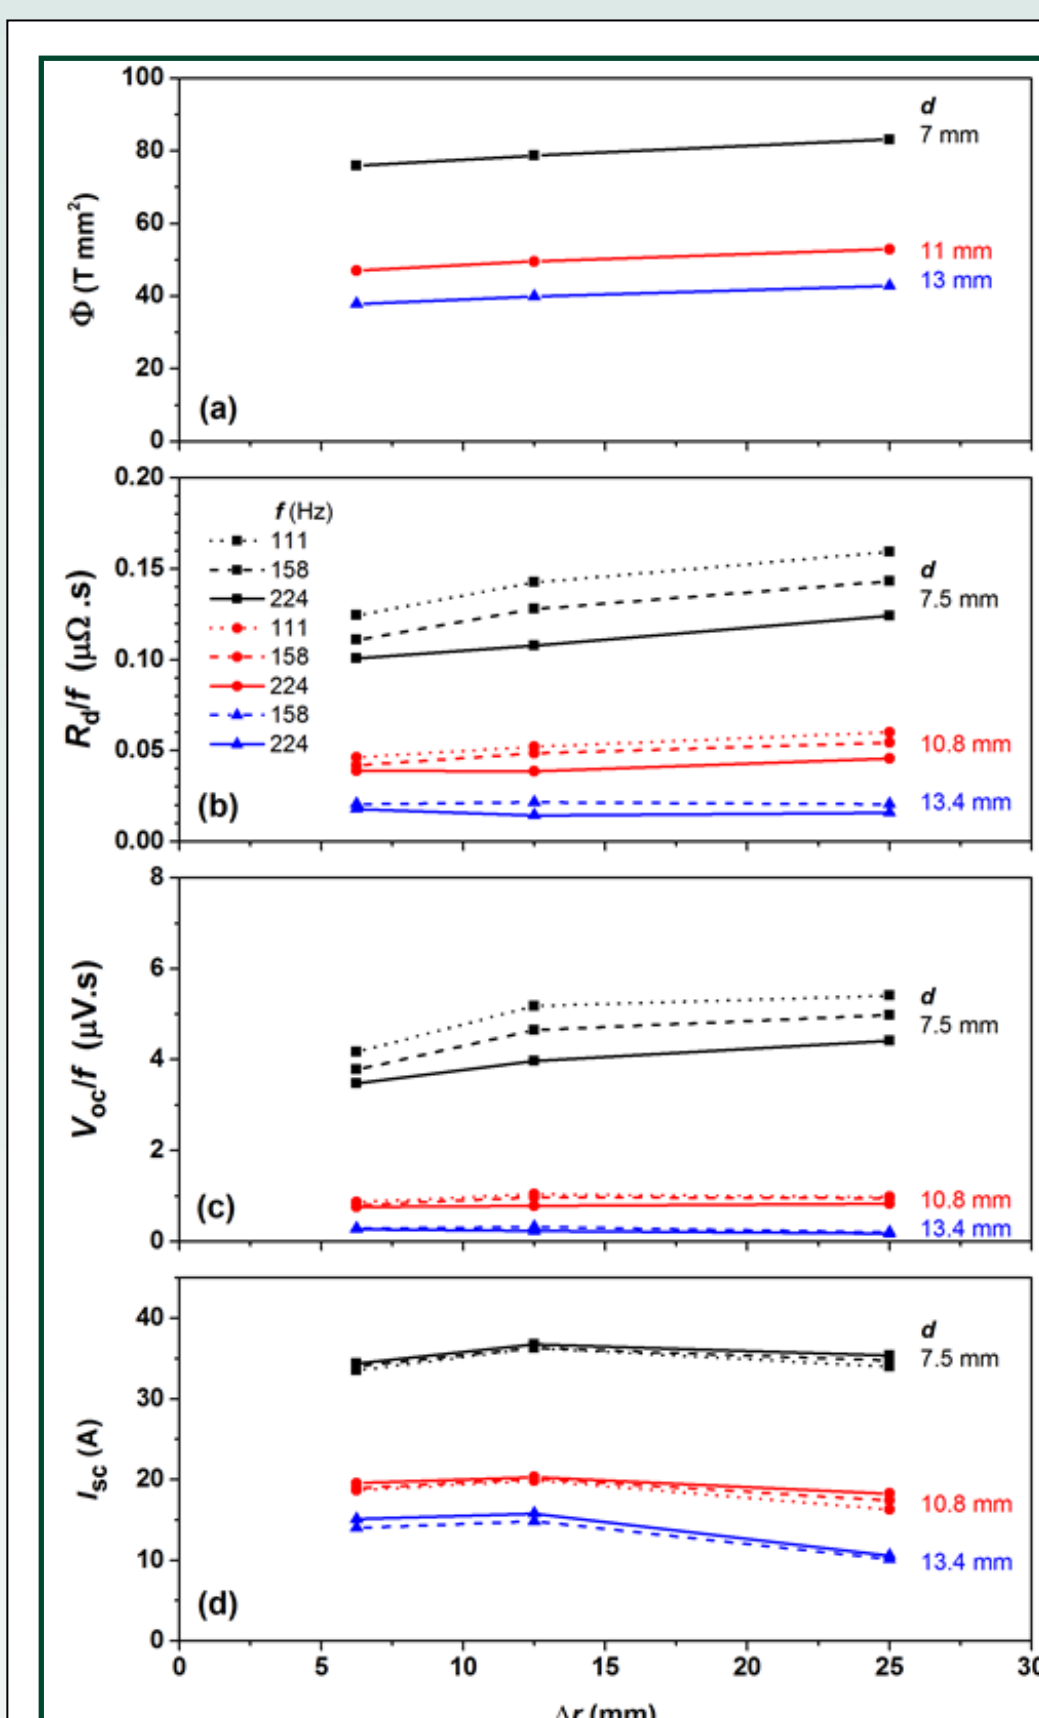 100
80
60
40
20
0
Φ (T mm²)
d
7 mm
11 mm
13 mm
(a)
0.20
0.15
0.10
0.05
0.00
R_d/f (μΩ .s)
f (Hz)
111
158
224
111
158
224
158
224
d
7.5 mm
10.8 mm
13.4 mm
(b)
8
6
4
2
0
V_oc/f (μV.s)
d
7.5 mm
10.8 mm
13.4 mm
(c)
40
30
20
10
0
I_sc (A)
d
7.5 mm
10.8 mm
13.4 mm
(d)
0 5 10 15 20 25 30
Δr (mm)